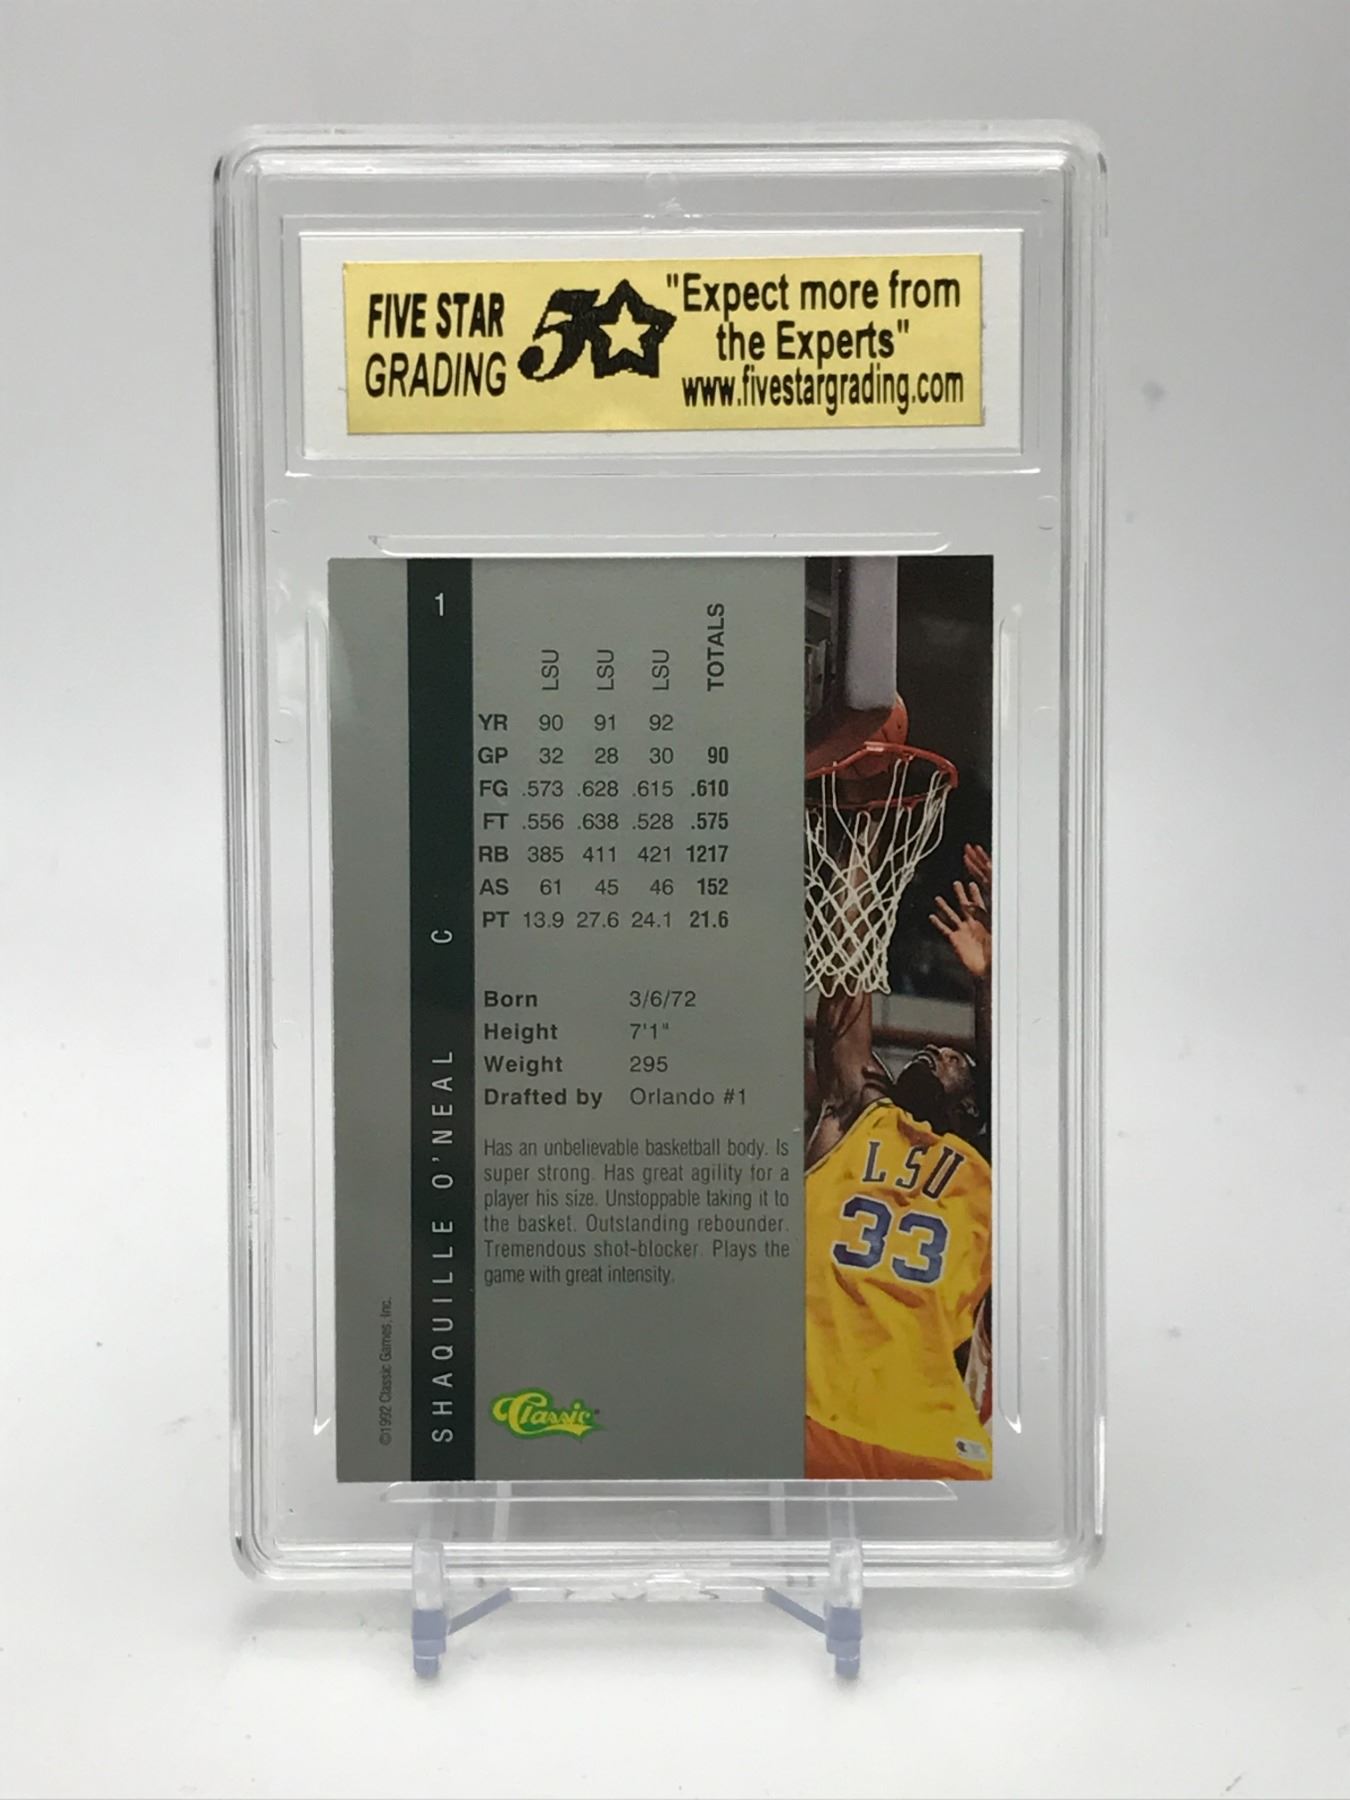 FIVE STAR
GRADING
5
"Expect more from
the Experts"
www.fivestargrading.com
1
SHAQUILLE O'NEAL C
LSU LSU LSU TOTALS
YR 90 91 92
GP 32 28 30 90
FG .573 .628 .615 .610
FT .556 .638 .528 .575
RB 385 411 421 1217
AS 61 45 46 152
PT 13.9 27.6 24.1 21.6
Born 3/6/72
Height 7'1"
Weight 295
Drafted by Orlando #1
Has an unbelievable basketball body. Is
super strong. Has great agility for a
player his size. Unstoppable taking it to
the basket. Outstanding rebounder.
Tremendous shot-blocker. Plays the
game with great intensity.
Classic
©1992 Classic Games, Inc.
LSU
33